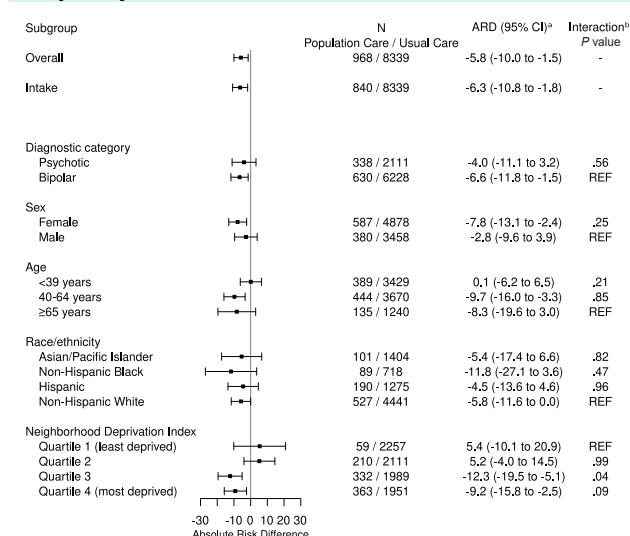 Subgroup N ARD (95% CI)ᵃ Interactionᵇ
Population Care / Usual Care P value
Overall 968 / 8339 -5.8 (-10.0 to -1.5) -
Intake 840 / 8339 -6.3 (-10.8 to -1.8) -
Diagnostic category
Psychotic 338 / 2111 -4.0 (-11.1 to 3.2) .56
Bipolar 630 / 6228 -6.6 (-11.8 to -1.5) REF
Sex
Female 587 / 4878 -7.8 (-13.1 to -2.4) .25
Male 380 / 3458 -2.8 (-9.6 to 3.9) REF
Age
<39 years 389 / 3429 0.1 (-6.2 to 6.5) .21
40-64 years 444 / 3670 -9.7 (-16.0 to -3.3) .85
≥65 years 135 / 1240 -8.3 (-19.6 to 3.0) REF
Race/ethnicity
Asian/Pacific Islander 101 / 1404 -5.4 (-17.4 to 6.6) .82
Non-Hispanic Black 89 / 718 -11.8 (-27.1 to 3.6) .47
Hispanic 190 / 1275 -4.5 (-13.6 to 4.6) .96
Non-Hispanic White 527 / 4441 -5.8 (-11.6 to 0.0) REF
Neighborhood Deprivation Index
Quartile 1 (least deprived) 59 / 2257 5.4 (-10.1 to 20.9) REF
Quartile 2 210 / 2111 5.2 (-4.0 to 14.5) .99
Quartile 3 332 / 1989 -12.3 (-19.5 to -5.1) .04
Quartile 4 (most deprived) 363 / 1951 -9.2 (-15.8 to -2.5) .09
-30 -10 0 10 20 30
Absolute Risk Difference